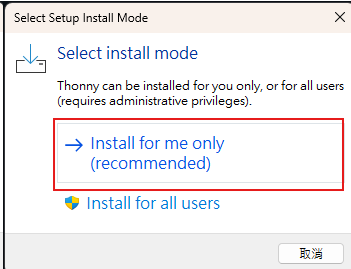 Select Setup Install Mode
Select install mode
Thonny can be installed for you only, or for all users
(requires administrative privileges).
Install for me only
(recommended)
Install for all users
取消